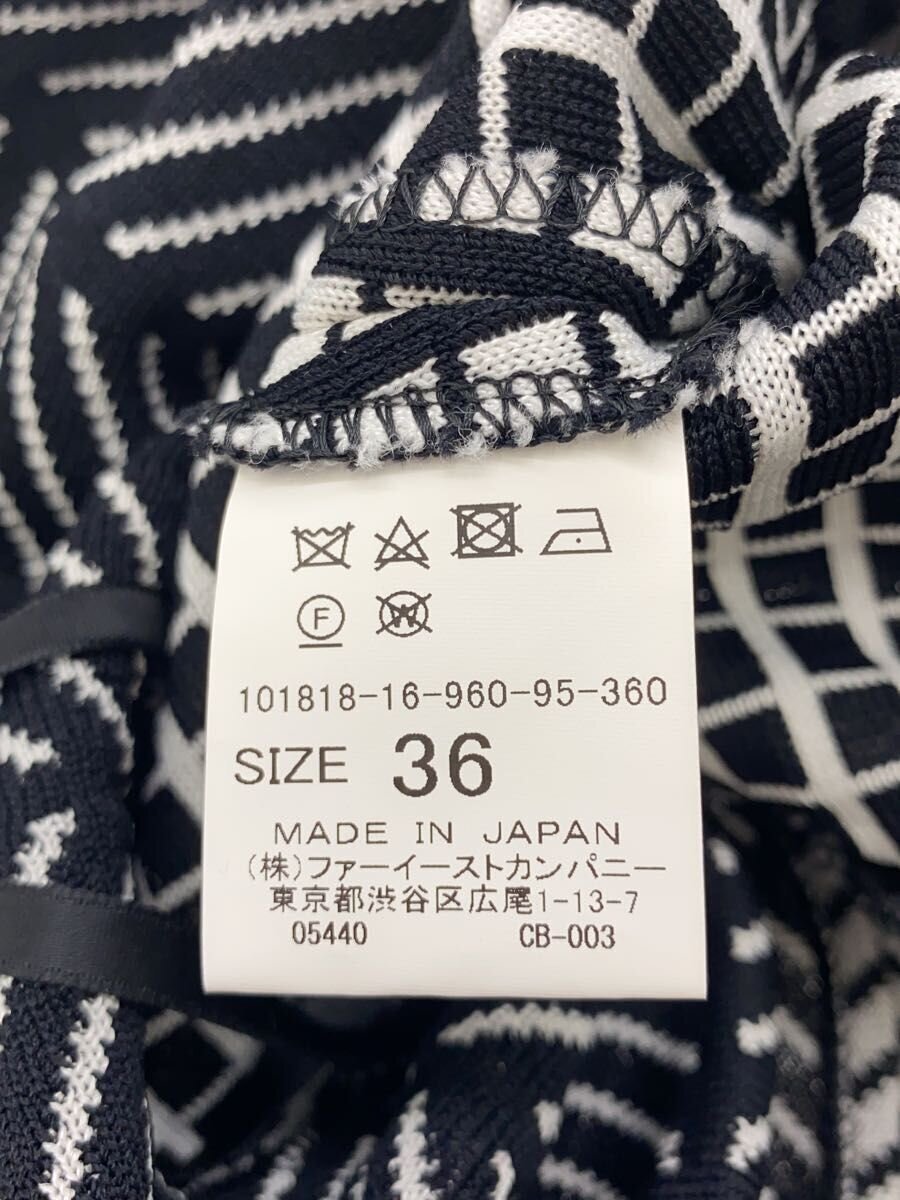 F
W
101818-16-960-95-360
SIZE 36
MADE IN JAPAN
(株)ファーイーストカンパニー
東京都渋谷区広尾1-13-7
05440 CB-003